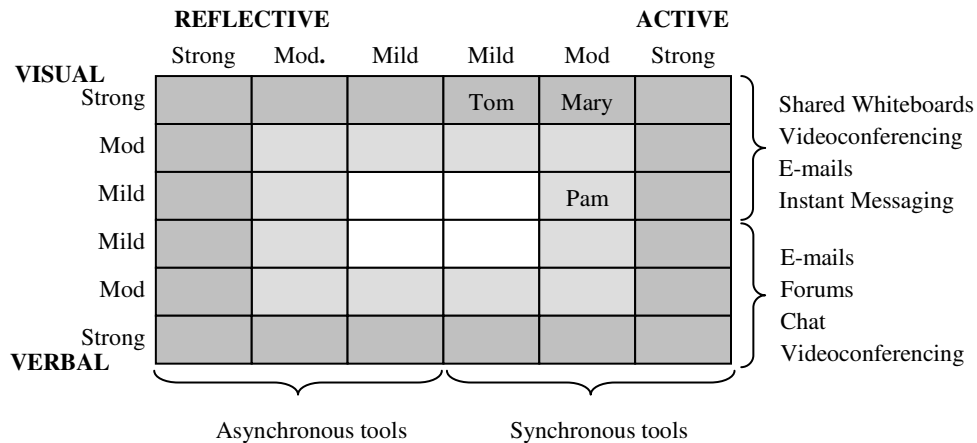 REFLECTIVE ACTIVE
Strong Mod. Mild Mild Mod Strong
VISUAL
Strong Tom Mary
Mod
Mild Pam
Mild
Mod
Strong
VERBAL
Shared Whiteboards
Videoconferencing
E-mails
Instant Messaging
E-mails
Forums
Chat
Videoconferencing
Asynchronous tools Synchronous tools